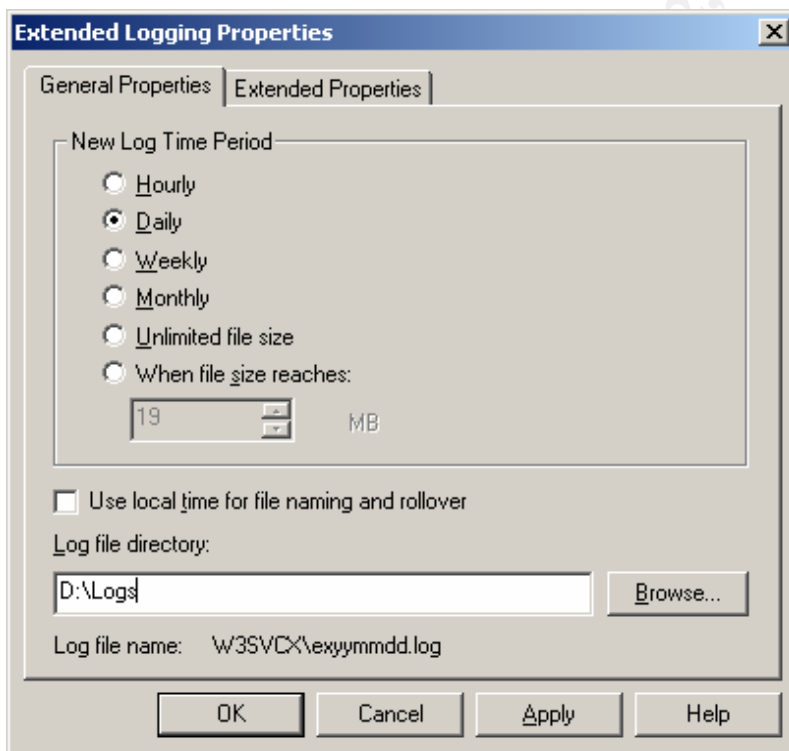 Extended Logging Properties
General Properties Extended Properties
New Log Time Period
Hourly
Daily
Weekly
Monthly
Unlimited file size
When file size reaches:
19 MB
Use local time for file naming and rollover
Log file directory:
D:\Logs Browse...
Log file name: W3SVCX\exyymmdd.log
OK Cancel Apply Help